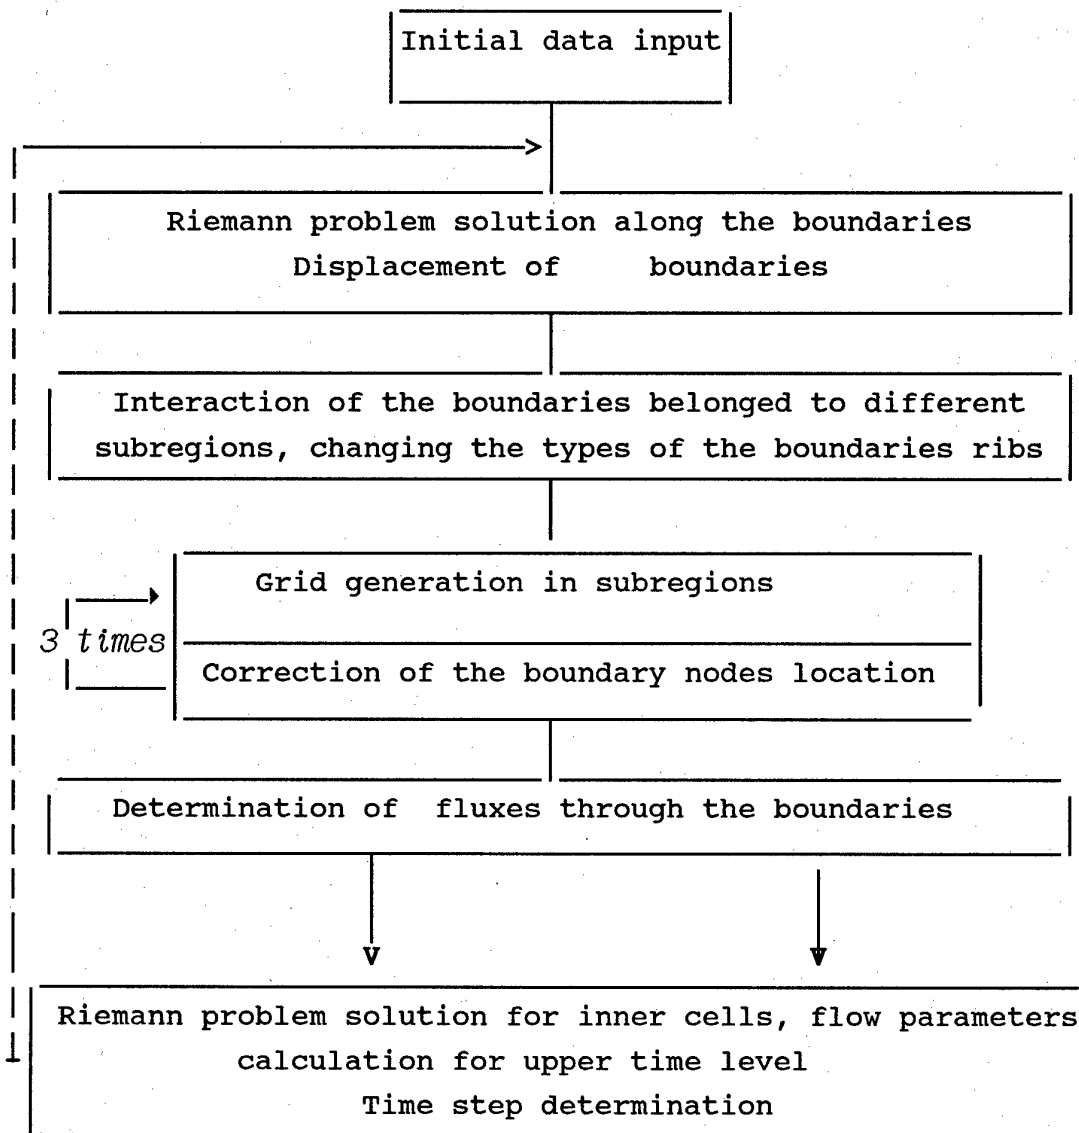 Initial data input
Riemann problem solution along the boundaries
Displacement of boundaries
Interaction of the boundaries belonged to different
subregions, changing the types of the boundaries ribs
Grid generation in subregions
3 times
Correction of the boundary nodes location
Determination of fluxes through the boundaries
Riemann problem solution for inner cells, flow parameters
calculation for upper time level
Time step determination